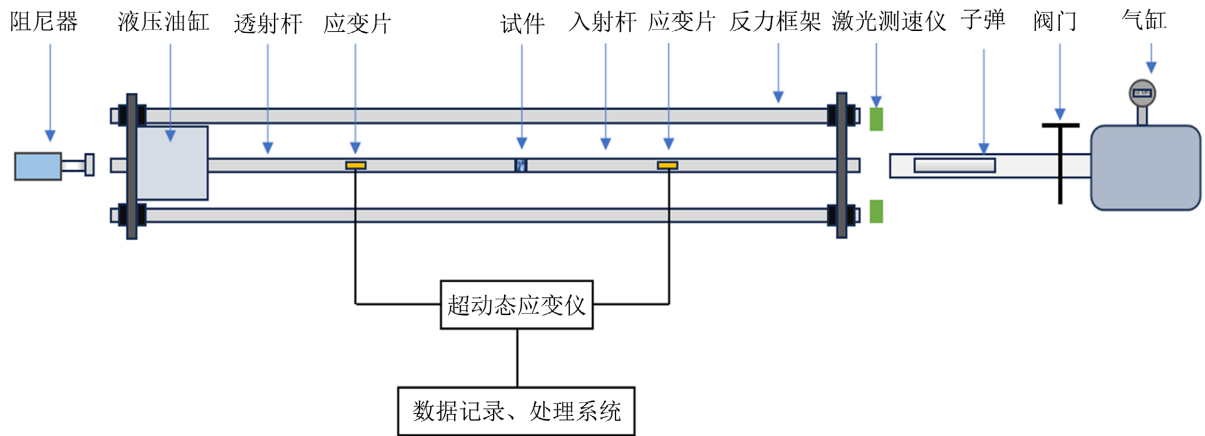 阻尼器
液压油缸
透射杆
应变片
试件
入射杆
应变片
反力框架
激光测速仪
子弹
阀门
气缸
超动态应变仪
数据记录、处理系统